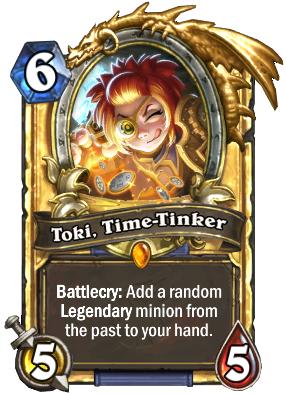 6
Toki, Time-Tinker
Battlecry: Add a random
Legendary minion from
the past to your hand.
5
5